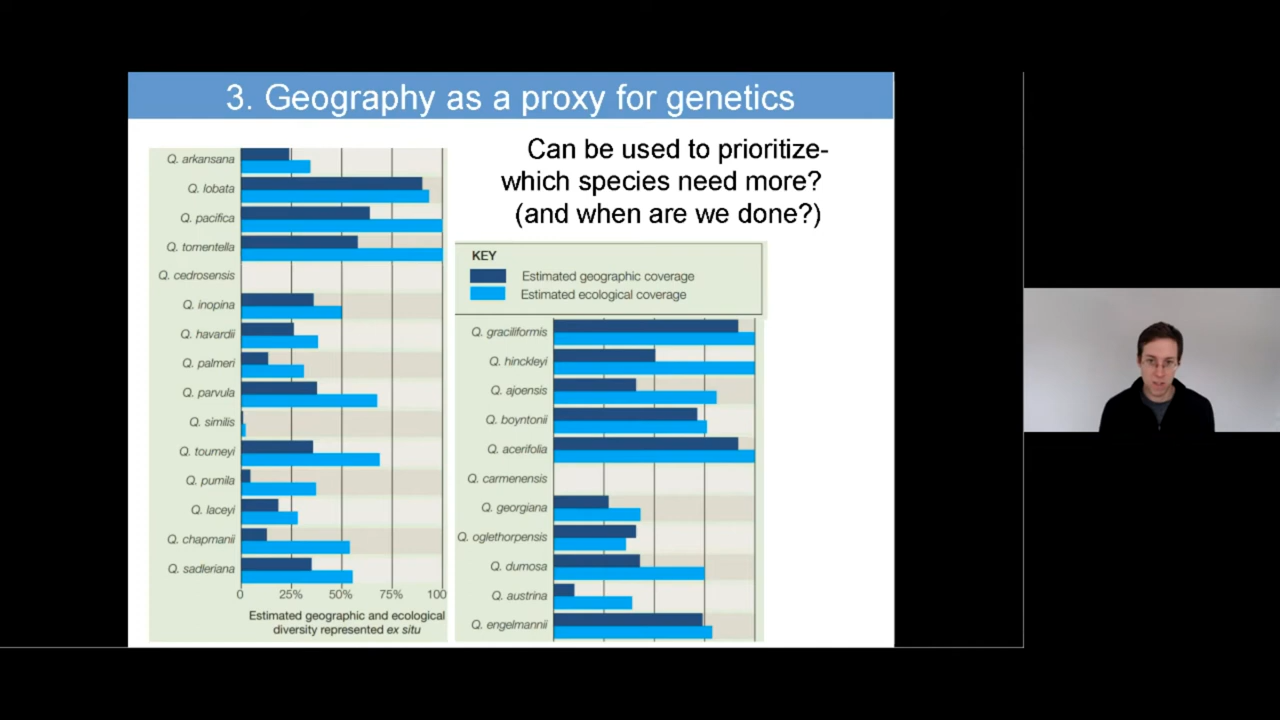 3. Geography as a proxy for genetics
Can be used to prioritize-
which species need more?
(and when are we done?)
Q. arkansana
Q. lobata
Q. pacifica
Q. tomentella
Q. cedrosensis
Q. inopina
Q. havardii
Q. palmeri
Q. parvula
Q. similis
Q. toumeyi
Q. pumila
Q. laceyi
Q. chapmanii
Q. sadleriana
0 25% 50% 75% 100
Estimated geographic and ecological
diversity represented ex situ
KEY
Estimated geographic coverage
Estimated ecological coverage
Q. graciliformis
Q. hinckleyi
Q. ajoensis
Q. boyntonii
Q. acerifolia
Q. carmenensis
Q. georgiana
Q. oglethorpensis
Q. dumosa
Q. austrina
Q. engelmannii